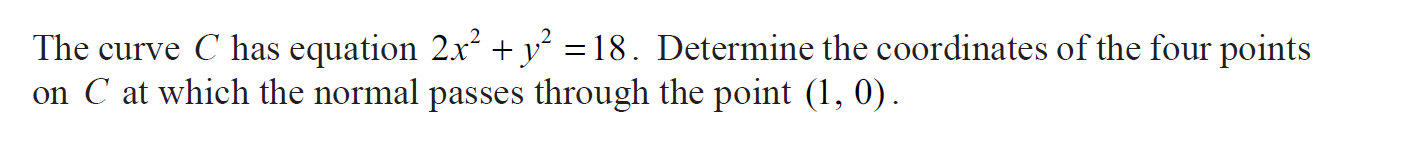 The curve C has equation 2x² + y² = 18. Determine the coordinates of the four points
on C at which the normal passes through the point (1, 0).